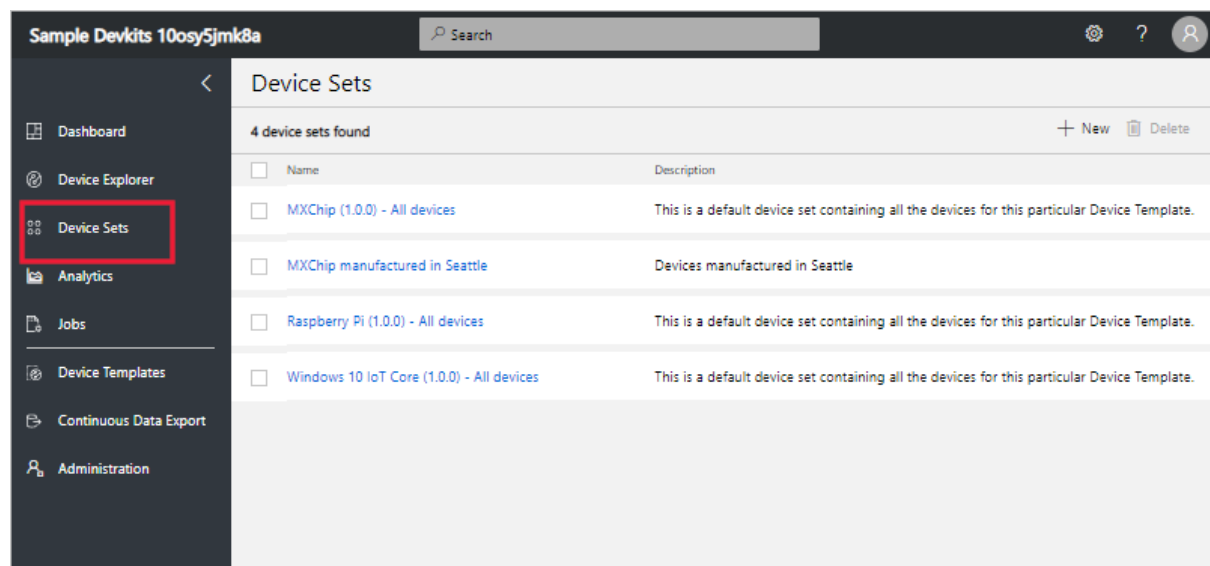 Sample Devkits 10osy5jmk8a
Search
?
Device Sets
Dashboard
Device Explorer
Device Sets
Analytics
Jobs
Device Templates
Continuous Data Export
Administration
4 device sets found
New
Delete
Name Description
MXChip (1.0.0) - All devices This is a default device set containing all the devices for this particular Device Template.
MXChip manufactured in Seattle Devices manufactured in Seattle
Raspberry Pi (1.0.0) - All devices This is a default device set containing all the devices for this particular Device Template.
Windows 10 IoT Core (1.0.0) - All devices This is a default device set containing all the devices for this particular Device Template.